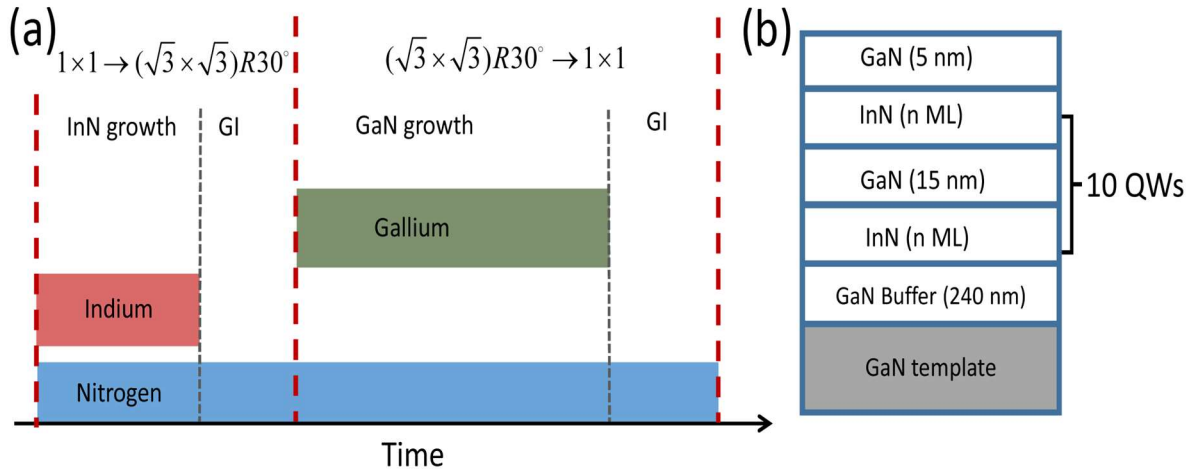 (a)
1×1→(√3×√3)R30°
(√3×√3)R30°→1×1
InN growth
GI
GaN growth
GI
Gallium
Indium
Nitrogen
Time
(b)
GaN (5 nm)
InN (n ML)
GaN (15 nm)
10 QWs
InN (n ML)
GaN Buffer (240 nm)
GaN template